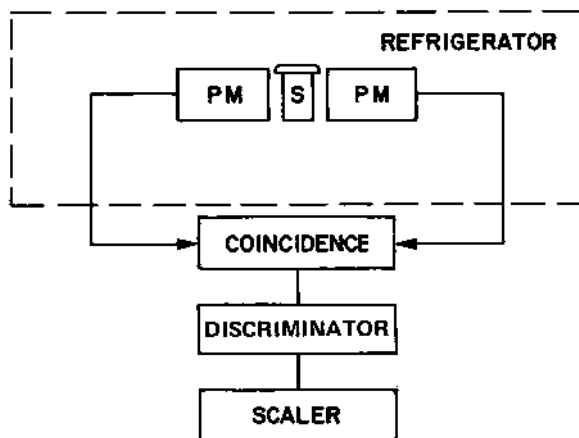 REFRIGERATOR
PM S PM
COINCIDENCE
DISCRIMINATOR
SCALER